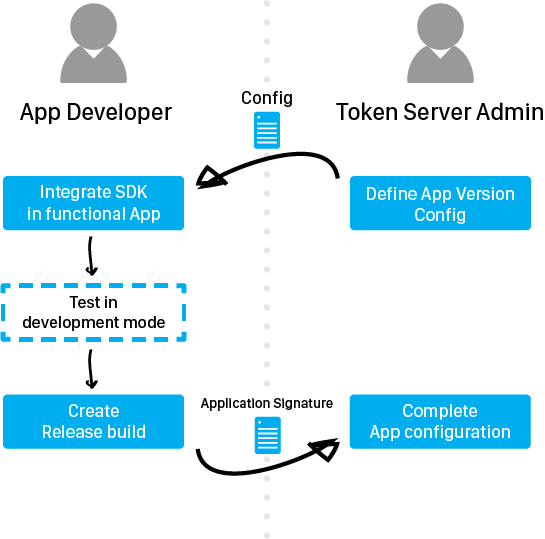 App Developer
Token Server Admin
Config
Integrate SDK
in functional App
Define App Version
Config
Test in
development mode
Create
Release build
Application Signature
Complete
App configuration